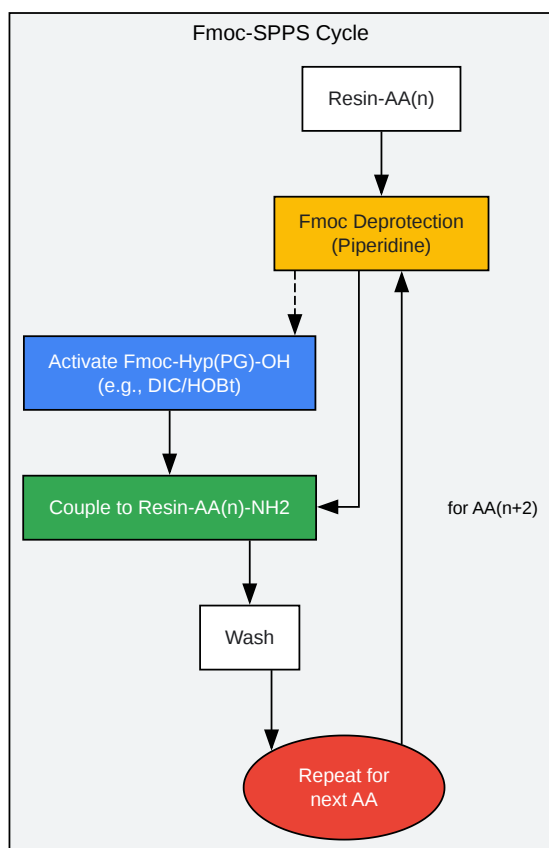 Fmoc-SPPS Cycle
Resin-AA(n)
Fmoc Deprotection
(Piperidine)
Activate Fmoc-Hyp(PG)-OH
(e.g., DIC/HOBt)
Couple to Resin-AA(n)-NH2
for AA(n+2)
Wash
Repeat for
next AA